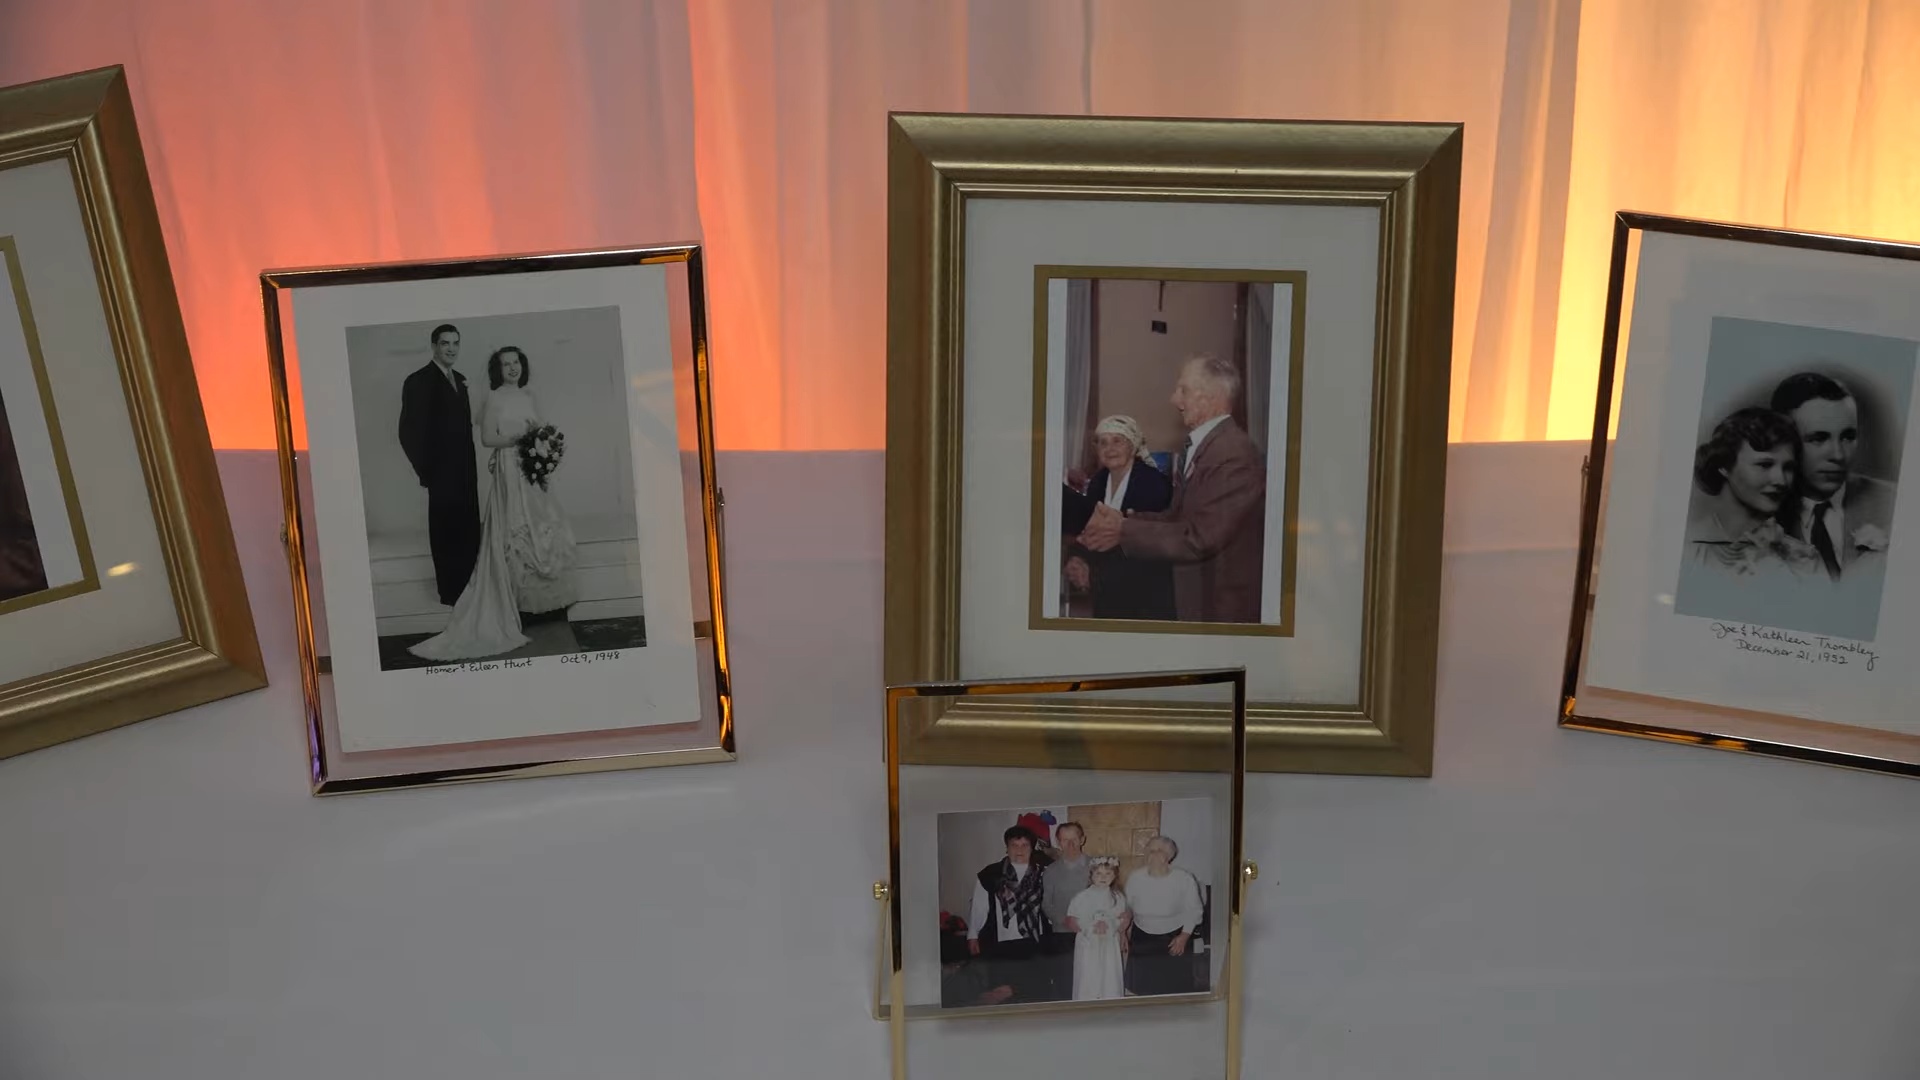 Homer & Eileen Hunt Oct 9, 1948
Joe & Kathleen Trombley
December 21, 1952